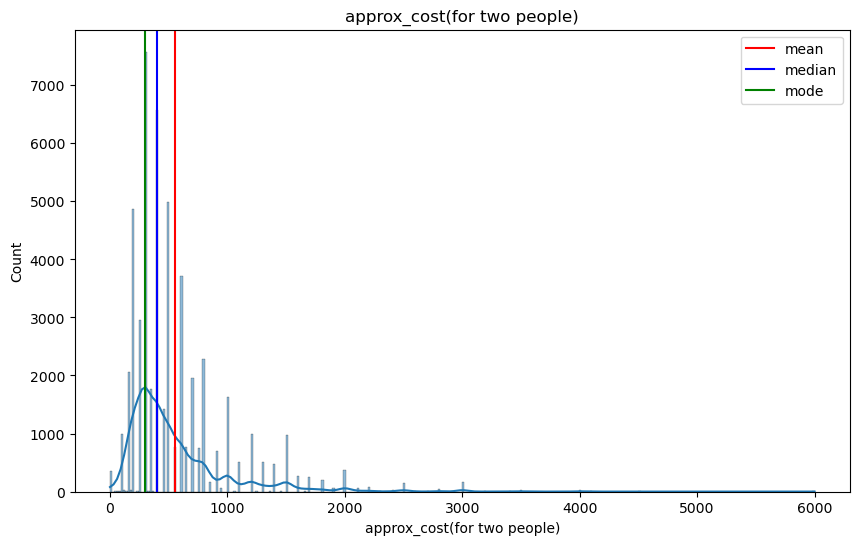 approx_cost(for two people)
mean
median
mode
Count
7000
6000
5000
4000
3000
2000
1000
0
0 1000 2000 3000 4000 5000 6000
approx_cost(for two people)